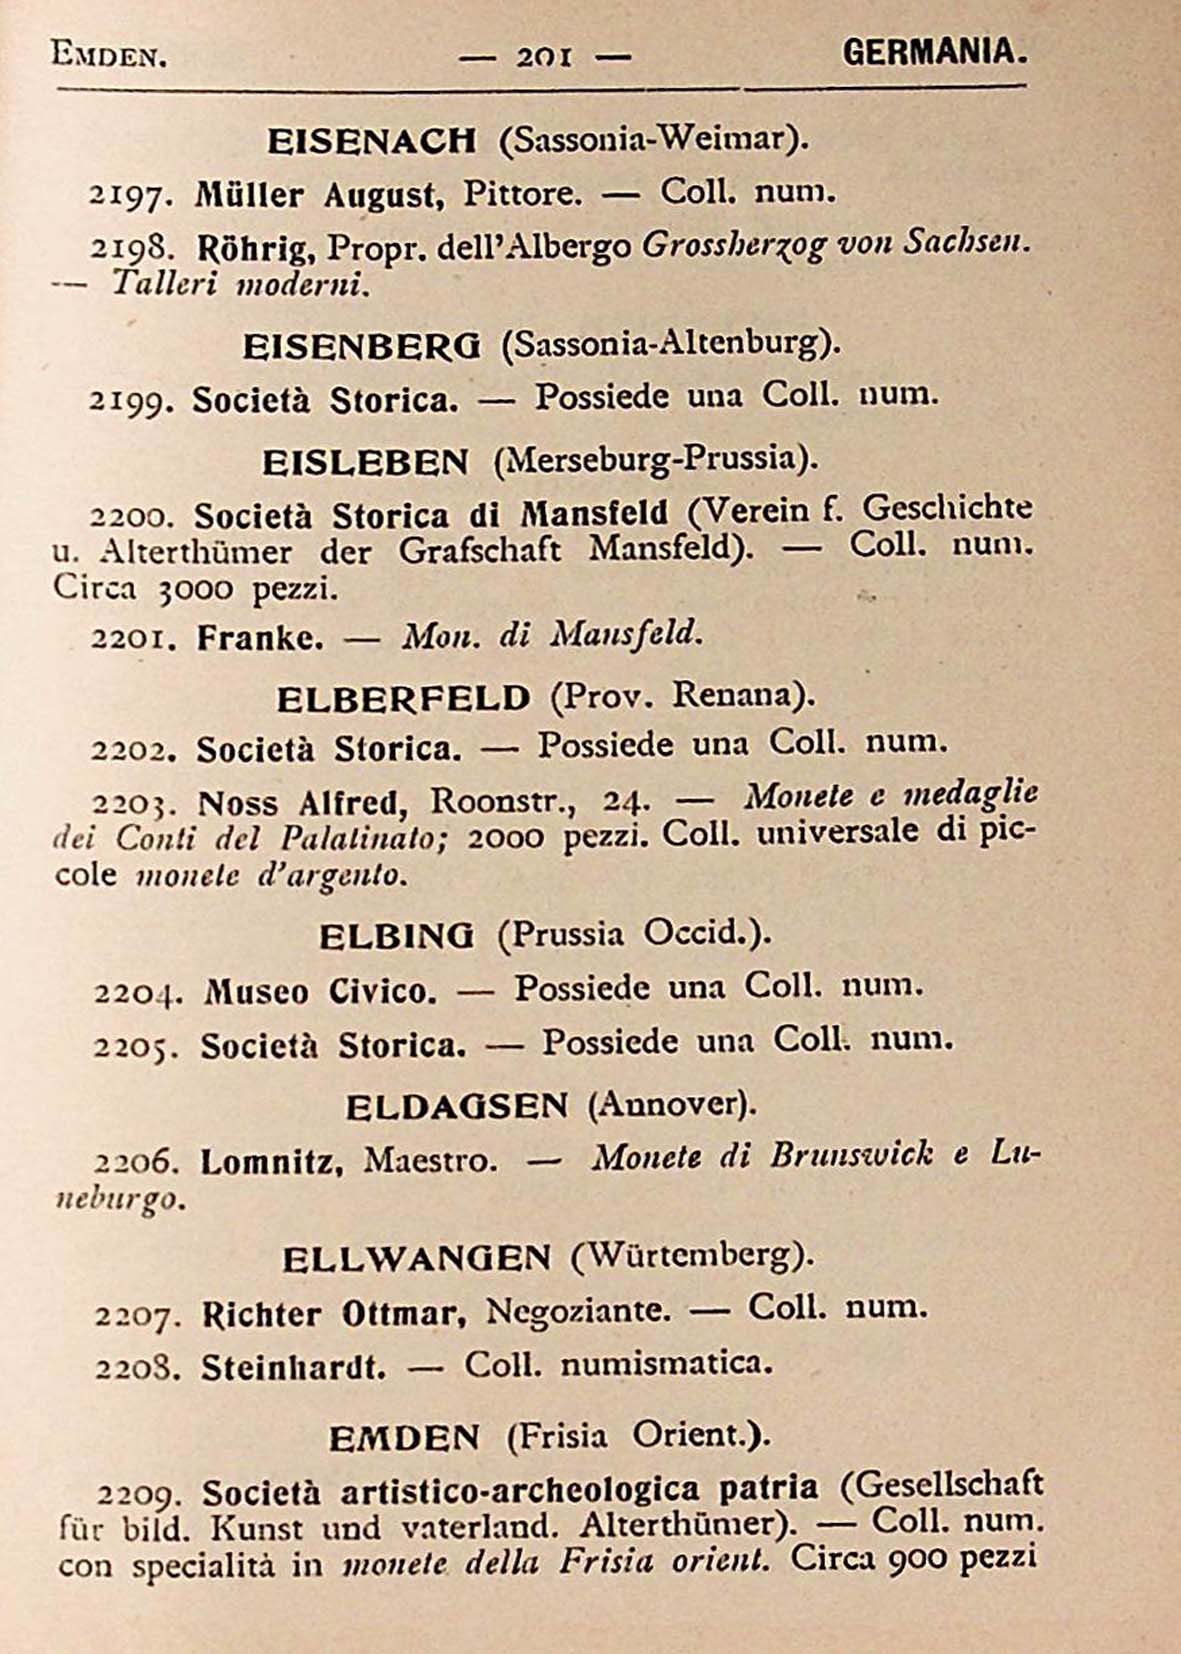 EMDEN. — 201 — GERMANIA.
EISENACH (Sassonia-Weimar).
2197. Müller August, Pittore. — Coll. num.
2198. Röhrig, Propr. dell'Albergo Grossherzog von Sachsen.
— Talleri moderni.
EISENBERG (Sassonia-Altenburg).
2199. Società Storica. — Possiede una Coll. num.
EISLEBEN (Merseburg-Prussia).
2200. Società Storica di Mansfeld (Verein f. Geschichte
u. Alterthümer der Grafschaft Mansfeld). — Coll. num.
Circa 3000 pezzi.
2201. Franke. — Mon. di Mansfeld.
ELBERFELD (Prov. Renana).
2202. Società Storica. — Possiede una Coll. num.
2203. Noss Alfred, Roonstr., 24. — Monete e medaglie
dei Conti del Palatinato; 2000 pezzi. Coll. universale di pic-
cole monete d'argento.
ELBING (Prussia Occid.).
2204. Museo Civico. — Possiede una Coll. num.
2205. Società Storica. — Possiede una Coll. num.
ELDAGSEN (Annover).
2206. Lomnitz, Maestro. — Monete di Brunswick e Lu-
neburgo.
ELLWANGEN (Würtemberg).
2207. Richter Ottmar, Negoziante. — Coll. num.
2208. Steinhardt. — Coll. numismatica.
EMDEN (Frisia Orient.).
2209. Società artistico-archeologica patria (Gesellschaft
für bild. Kunst und vaterland. Alterthümer). — Coll. num.
con specialità in monete della Frisia orient. Circa 900 pezzi